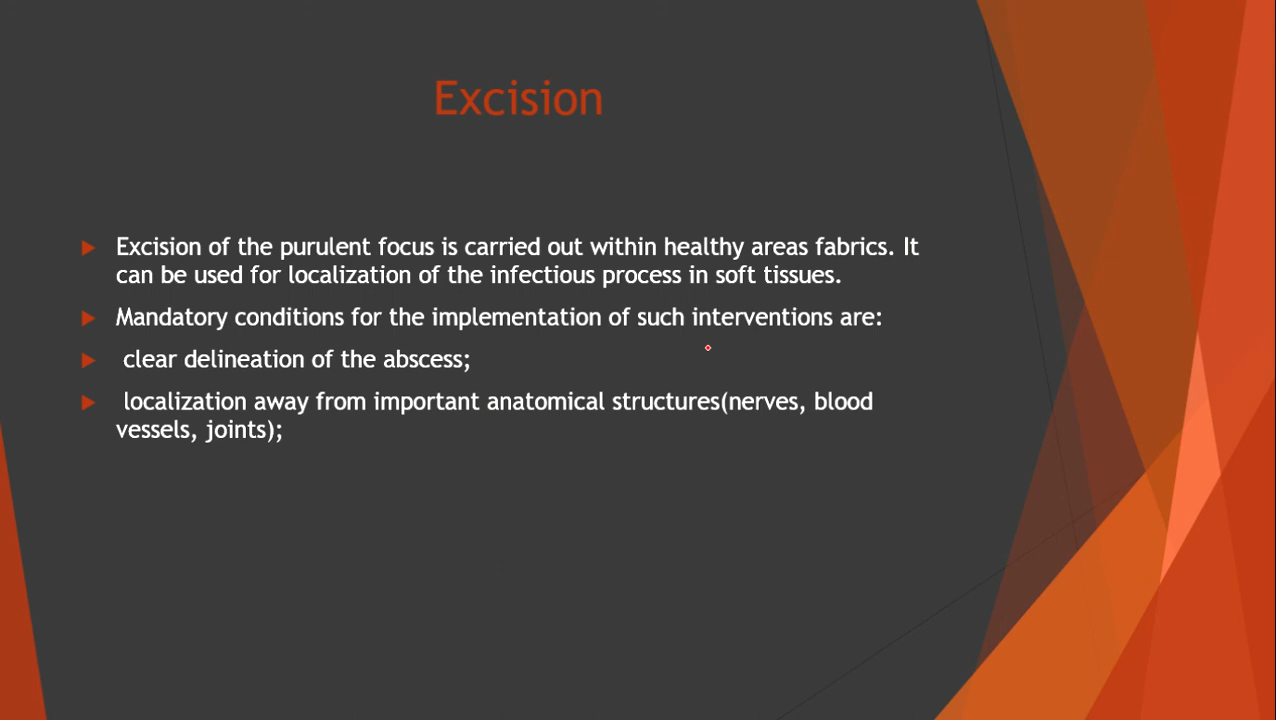 Excision
Excision of the purulent focus is carried out within healthy areas fabrics. It
can be used for localization of the infectious process in soft tissues.
Mandatory conditions for the implementation of such interventions are:
clear delineation of the abscess;
localization away from important anatomical structures(nerves, blood
vessels, joints);